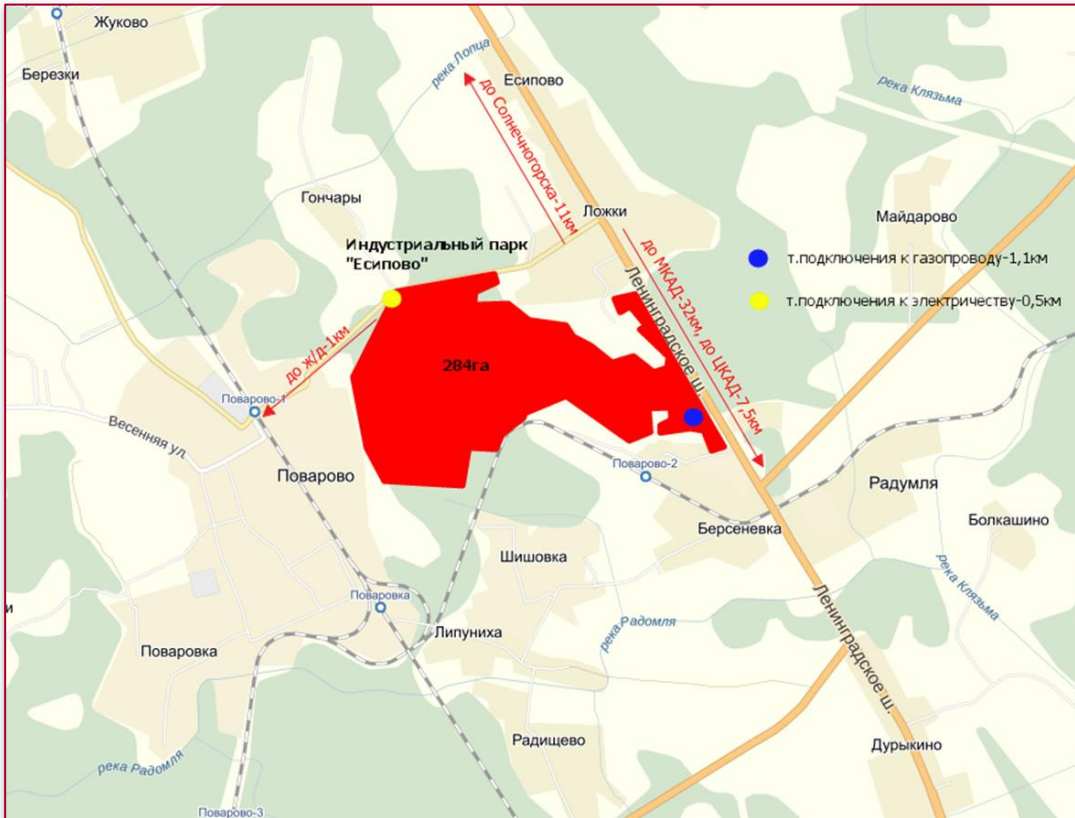 Жуково
Березки
река Лопца
Есипово
река Клязьма
до Солнечногорска-11км
Гончары
Ложки
Майдарово
Индустриальный парк
"Есипово"
т.подключения к газопроводу-1,1км
т.подключения к электричеству-0,5км
до МКАД-32км, до ЦКАД-7,5км
Ленинградское ш.
до ж/д-1км
284га
Поварово-1
Весенняя ул.
Поварово
Поварово-2
Радумля
Берсеневка
Болкашино
Шишовка
река Клязьма
Поваровка
река Радомля
Ленинградское ш.
и
Липуниха
Поваровка
Радищево
Дурыкино
река Радомля
Поварово-3